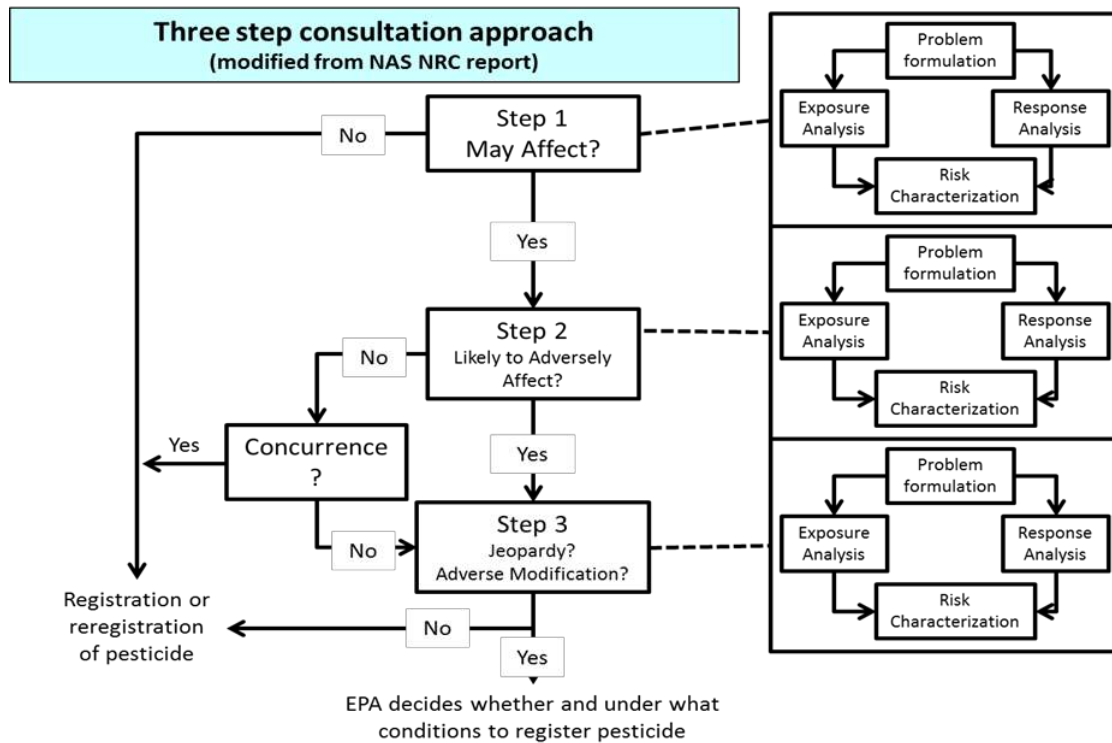 Three step consultation approach
(modified from NAS NRC report)
No
Step 1
May Affect?
Yes
Step 2
Likely to Adversely
Affect?
No
Yes
Concurrence
?
Yes
No
Step 3
Jeopardy?
Adverse Modification?
No
Yes
Registration or
reregistration
of pesticide
EPA decides whether and under what
conditions to register pesticide
Problem
formulation
Exposure
Analysis
Response
Analysis
Risk
Characterization
Problem
formulation
Exposure
Analysis
Response
Analysis
Risk
Characterization
Problem
formulation
Exposure
Analysis
Response
Analysis
Risk
Characterization